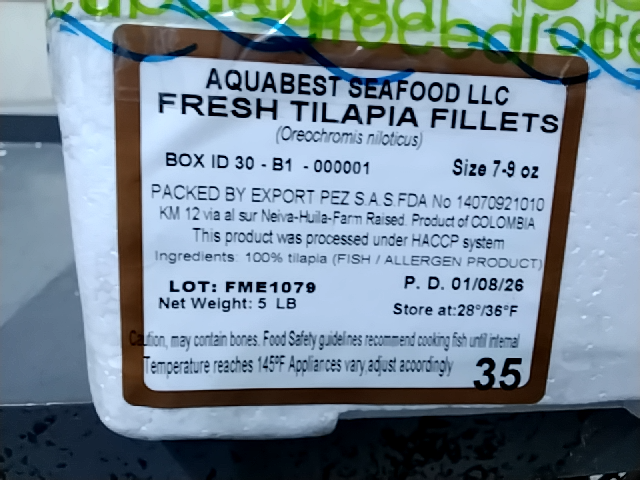 AQUABEST SEAFOOD LLC
FRESH TILAPIA FILLETS
(Oreochromis niloticus)
BOX ID 30 - B1 - 000001 Size 7-9 oz
PACKED BY EXPORT PEZ S.A.S.FDA No 14070921010
KM 12 via al sur Neiva-Huila-Farm Raised. Product of COLOMBIA
This product was processed under HACCP system
Ingredients: 100% tilapia (FISH / ALLERGEN PRODUCT)
LOT: FME1079 P. D. 01/08/26
Net Weight: 5 LB Store at:28°/36°F
Caution, may contain bones. Food Safety guidelines recommend cooking fish until internal
Temperature reaches 145ºF Appliances vary,adjust acoordingly 35